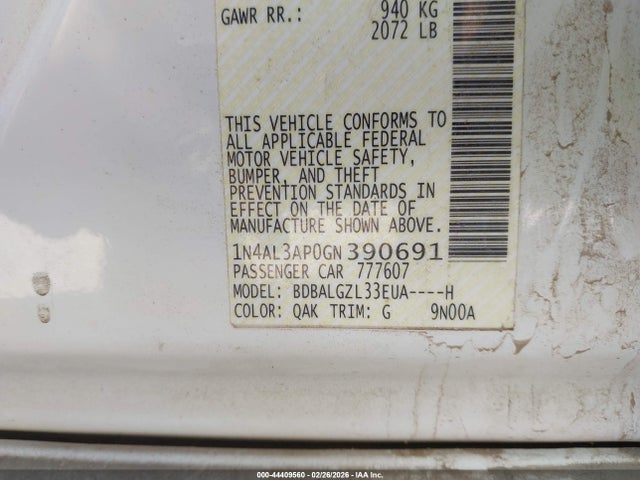 GAWR RR.: 940 KG
2072 LB
THIS VEHICLE CONFORMS TO
ALL APPLICABLE FEDERAL
MOTOR VEHICLE SAFETY,
BUMPER, AND THEFT
PREVENTION STANDARDS IN
EFFECT ON THE DATE OF
MANUFACTURE SHOWN ABOVE.
1N4AL3AP0GN390691
PASSENGER CAR 777607
MODEL: BDBALGZL33EUA----H
COLOR: QAK TRIM: G 9N00A
000-44409560 - 02/26/2026 - IAAI.com